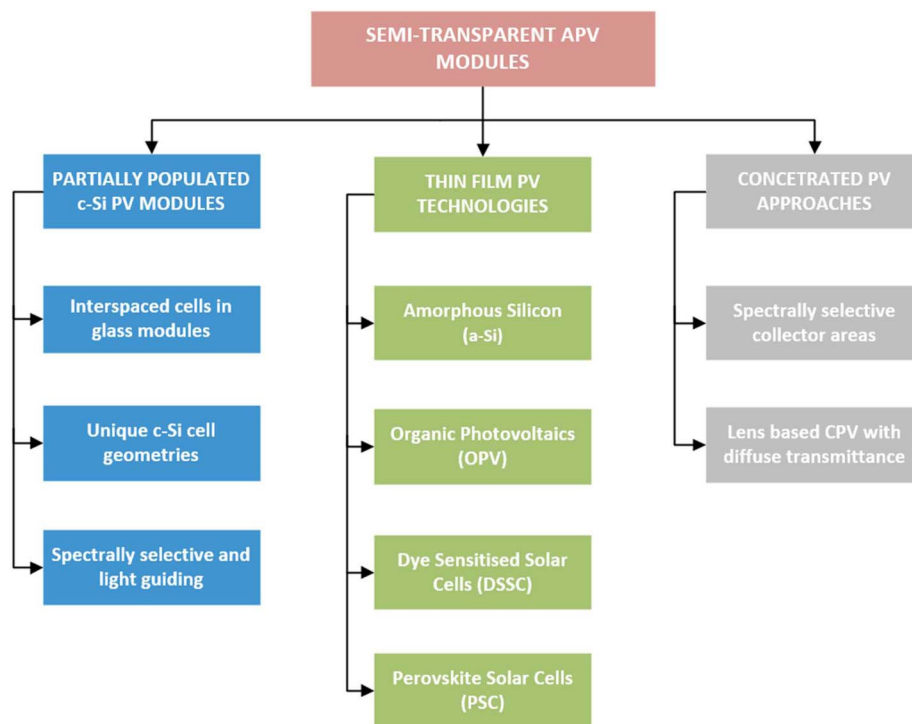 SEMI-TRANSPARENT APV
MODULES
PARTIALLY POPULATED
c-Si PV MODULES
THIN FILM PV
TECHNOLOGIES
CONCETRATED PV
APPROACHES
Interspaced cells in
glass modules
Unique c-Si cell
geometries
Spectrally selective and
light guiding
Amorphous Silicon
(a-Si)
Organic Photovoltaics
(OPV)
Dye Sensitised Solar
Cells (DSSC)
Perovskite Solar Cells
(PSC)
Spectrally selective
collector areas
Lens based CPV with
diffuse transmittance